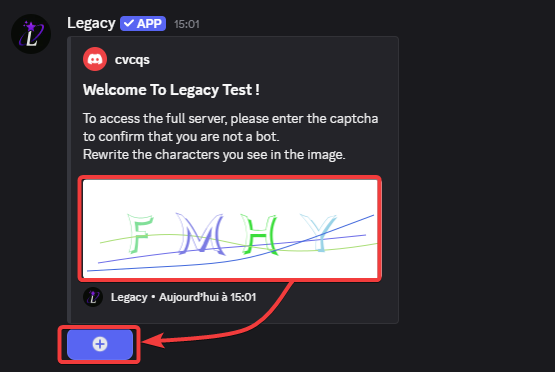 Legacy ✓ APP 15:01
cvcqs
Welcome To Legacy Test !
To access the full server, please enter the captcha
to confirm that you are not a bot.
Rewrite the characters you see in the image.
F M H Y
Legacy • Aujourd'hui à 15:01